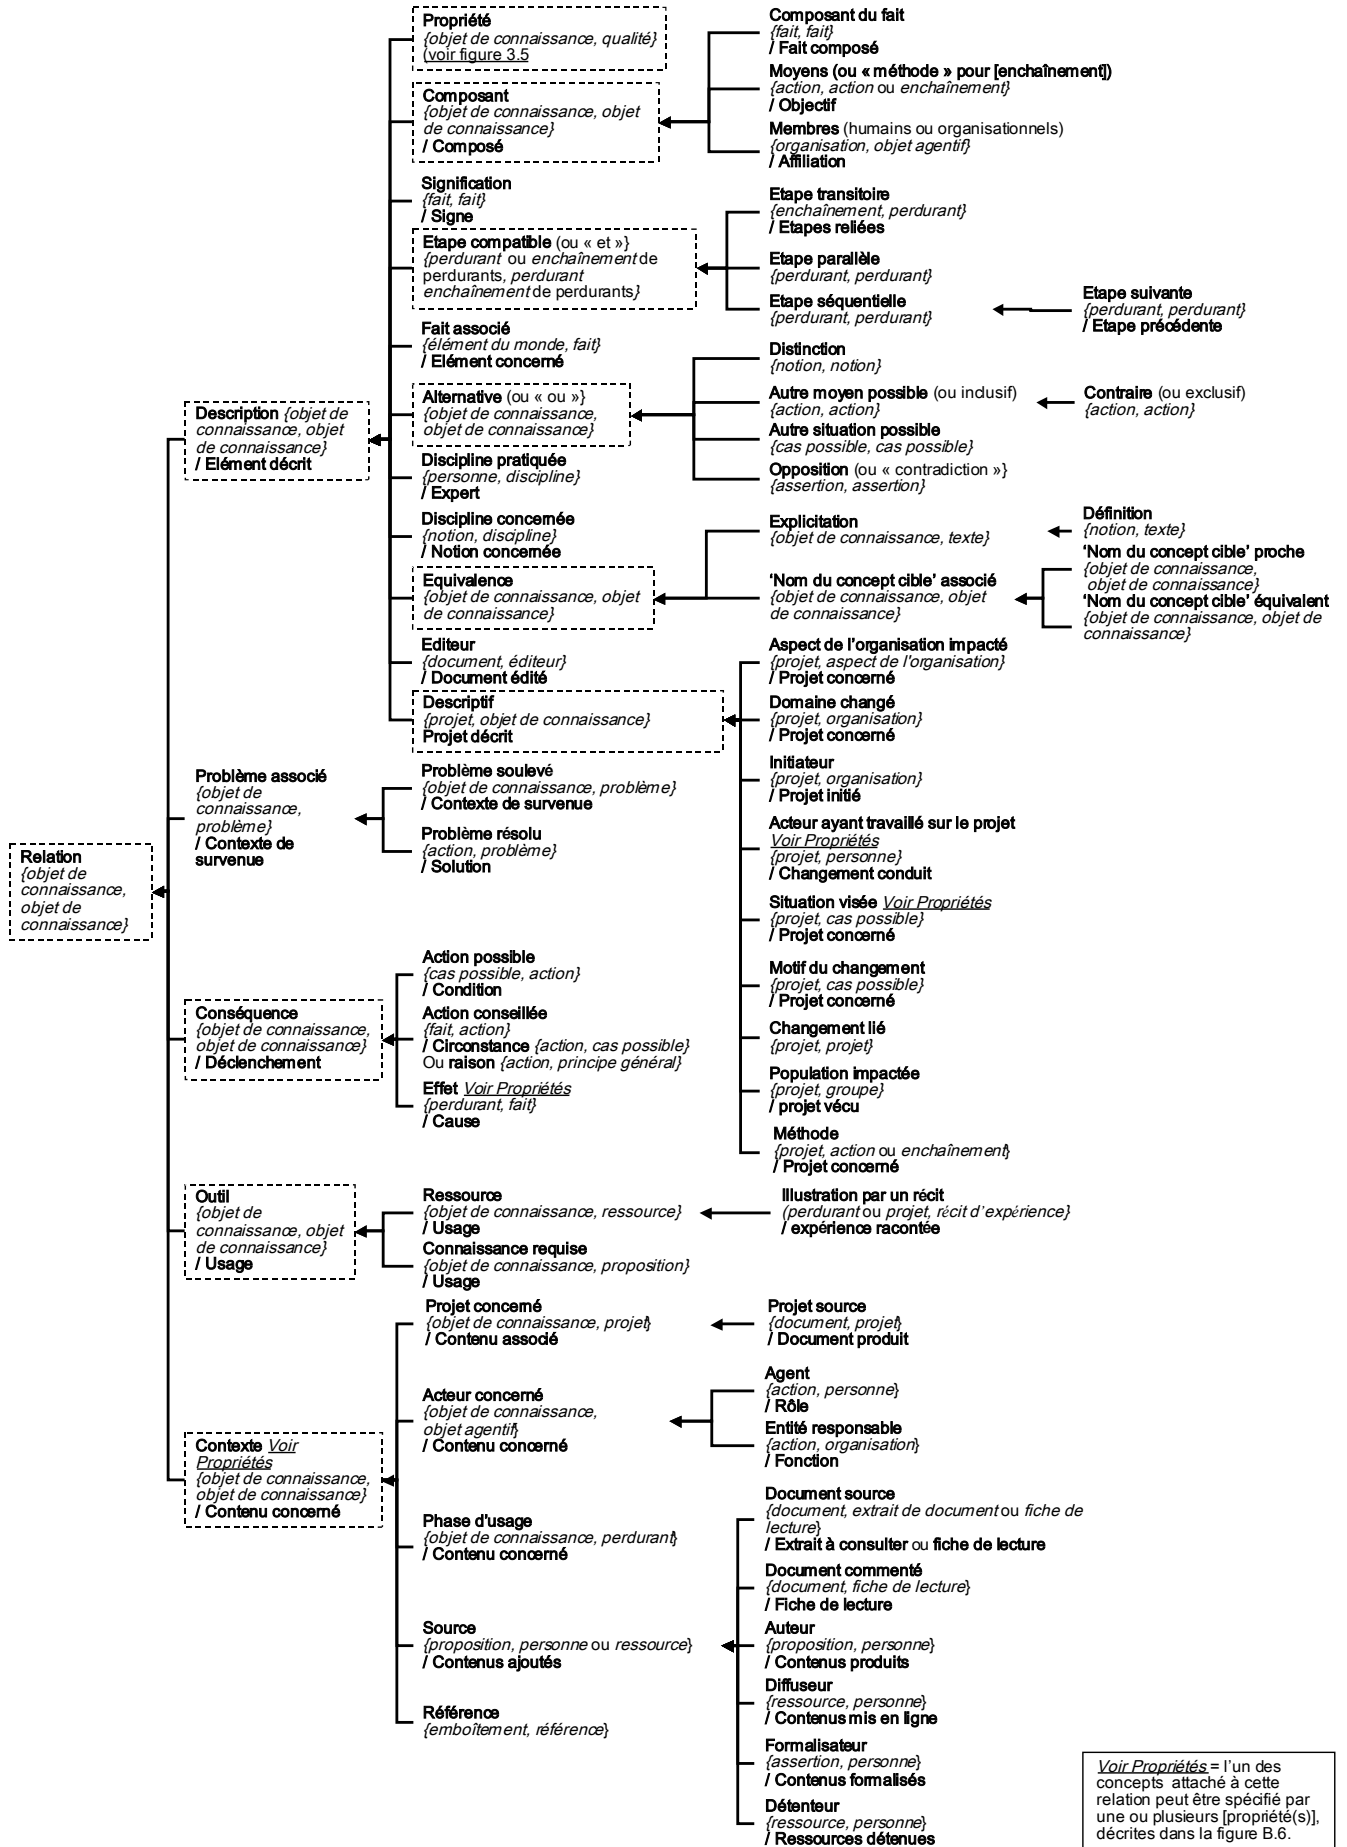 Relation
{objet de
connaissance,
objet de
connaissance}
Description {objet de
connaissance, objet
de connaissance}
/ Elément décrit
Propriété
{objet de connaissance, qualité}
(voir figure 3.5
Composant
{objet de connaissance, objet
de connaissance}
/ Composé
Composant du fait
{fait, fait}
/ Fait composé
Moyens (ou « méthode » pour [enchaînement])
{action, action ou enchaînement}
/ Objectif
Membres (humains ou organisationnels)
{organisation, objet agentif}
/ Affiliation
Signification
{fait, fait}
/ Signe
Etape compatible (ou « et »}
{perdurant ou enchaînement de
perdurants, perdurant
enchaînement de perdurants}
Etape transitoire
{enchaînement, perdurant}
/ Etapes reliées
Etape parallèle
{perdurant, perdurant}
Etape séquentielle
{perdurant, perdurant}
Etape suivante
{perdurant, perdurant}
/ Etape précédente
Fait associé
{élément du monde, fait}
/ Elément concerné
Alternative (ou « ou »}
{objet de connaissance,
objet de connaissance}
Distinction
{notion, notion}
Autre moyen possible (ou indusif)
{action, action}
Contraire (ou exclusif)
{action, action}
Autre situation possible
{cas possible, cas possible}
Opposition (ou « contradiction »}
{assertion, assertion}
Discipline pratiquée
{personne, discipline}
/ Expert
Discipline concernée
{notion, discipline}
/ Notion concernée
Equivalence
{objet de connaissance, objet
de connaissance}
Explicitation
{objet de connaissance, texte}
Définition
{notion, texte}
'Nom du concept cible' associé
{objet de connaissance, objet
de connaissance}
'Nom du concept cible' proche
{objet de connaissance,
objet de connaissance}
'Nom du concept cible' équivalent
{objet de connaissance, objet de
connaissance}
Editeur
{document, éditeur}
/ Document édité
Descriptif
{projet, objet de connaissance}
Projet décrit
Aspect de l'organisation impacté
{projet, aspect de l'organisation}
/ Projet concerné
Domaine changé
{projet, organisation}
/ Projet concerné
Initiateur
{projet, organisation}
/ Projet initié
Acteur ayant travaillé sur le projet
Voir Propriétés
{projet, personne}
/ Changement conduit
Situation visée Voir Propriétés
{projet, cas possible}
/ Projet concerné
Motif du changement
{projet, cas possible}
/ Projet concerné
Changement lié
{projet, projet}
Population impactée
{projet, groupe}
/ projet vécu
Méthode
{projet, action ou enchaînement}
/ Projet concerné
Problème associé
{objet de
connaissance,
problème}
/ Contexte de
survenue
Problème soulevé
{objet de connaissance, problème}
/ Contexte de survenue
Problème résolu
{action, problème}
/ Solution
Conséquence
{objet de connaissance,
objet de connaissance}
/ Déclenchement
Action possible
{cas possible, action}
/ Condition
Action conseillée
{fait, action}
/ Circonstance {action, cas possible}
Ou raison {action, principe général}
Effet Voir Propriétés
{perdurant, fait}
/ Cause
Outil
{objet de
connaissance, objet
de connaissance}
/ Usage
Ressource
{objet de connaissance, ressource}
/ Usage
Illustration par un récit
(perdurant ou projet, récit d'expérience}
/ expérience racontée
Connaissance requise
{objet de connaissance, proposition}
/ Usage
Contexte Voir
Propriétés
{objet de connaissance,
objet de connaissance}
/ Contenu concerné
Projet concerné
{objet de connaissance, projet}
/ Contenu associé
Projet source
{document, projet}
/ Document produit
Acteur concerné
{objet de connaissance,
objet agentif}
/ Contenu concerné
Agent
{action, personne}
/ Rôle
Entité responsable
{action, organisation}
/ Fonction
Phase d'usage
{objet de connaissance, perdurant}
/ Contenu concerné
Source
{proposition, personne ou ressource}
/ Contenus ajoutés
Document source
{document, extrait de document ou fiche de
lecture}
/ Extrait à consulter ou fiche de lecture
Document commenté
{document, fiche de lecture}
/ Fiche de lecture
Auteur
{proposition, personne}
/ Contenus produits
Diffuseur
{ressource, personne}
/ Contenus mis en ligne
Formalisateur
{assertion, personne}
/ Contenus formalisés
Détenteur
{ressource, personne}
/ Ressources détenues
Référence
{emboîtement, référence}
Voir Propriétés = l'un des
concepts attaché à cette
relation peut être spécifié par
une ou plusieurs [propriété(s)],
décrites dans la figure B.6.